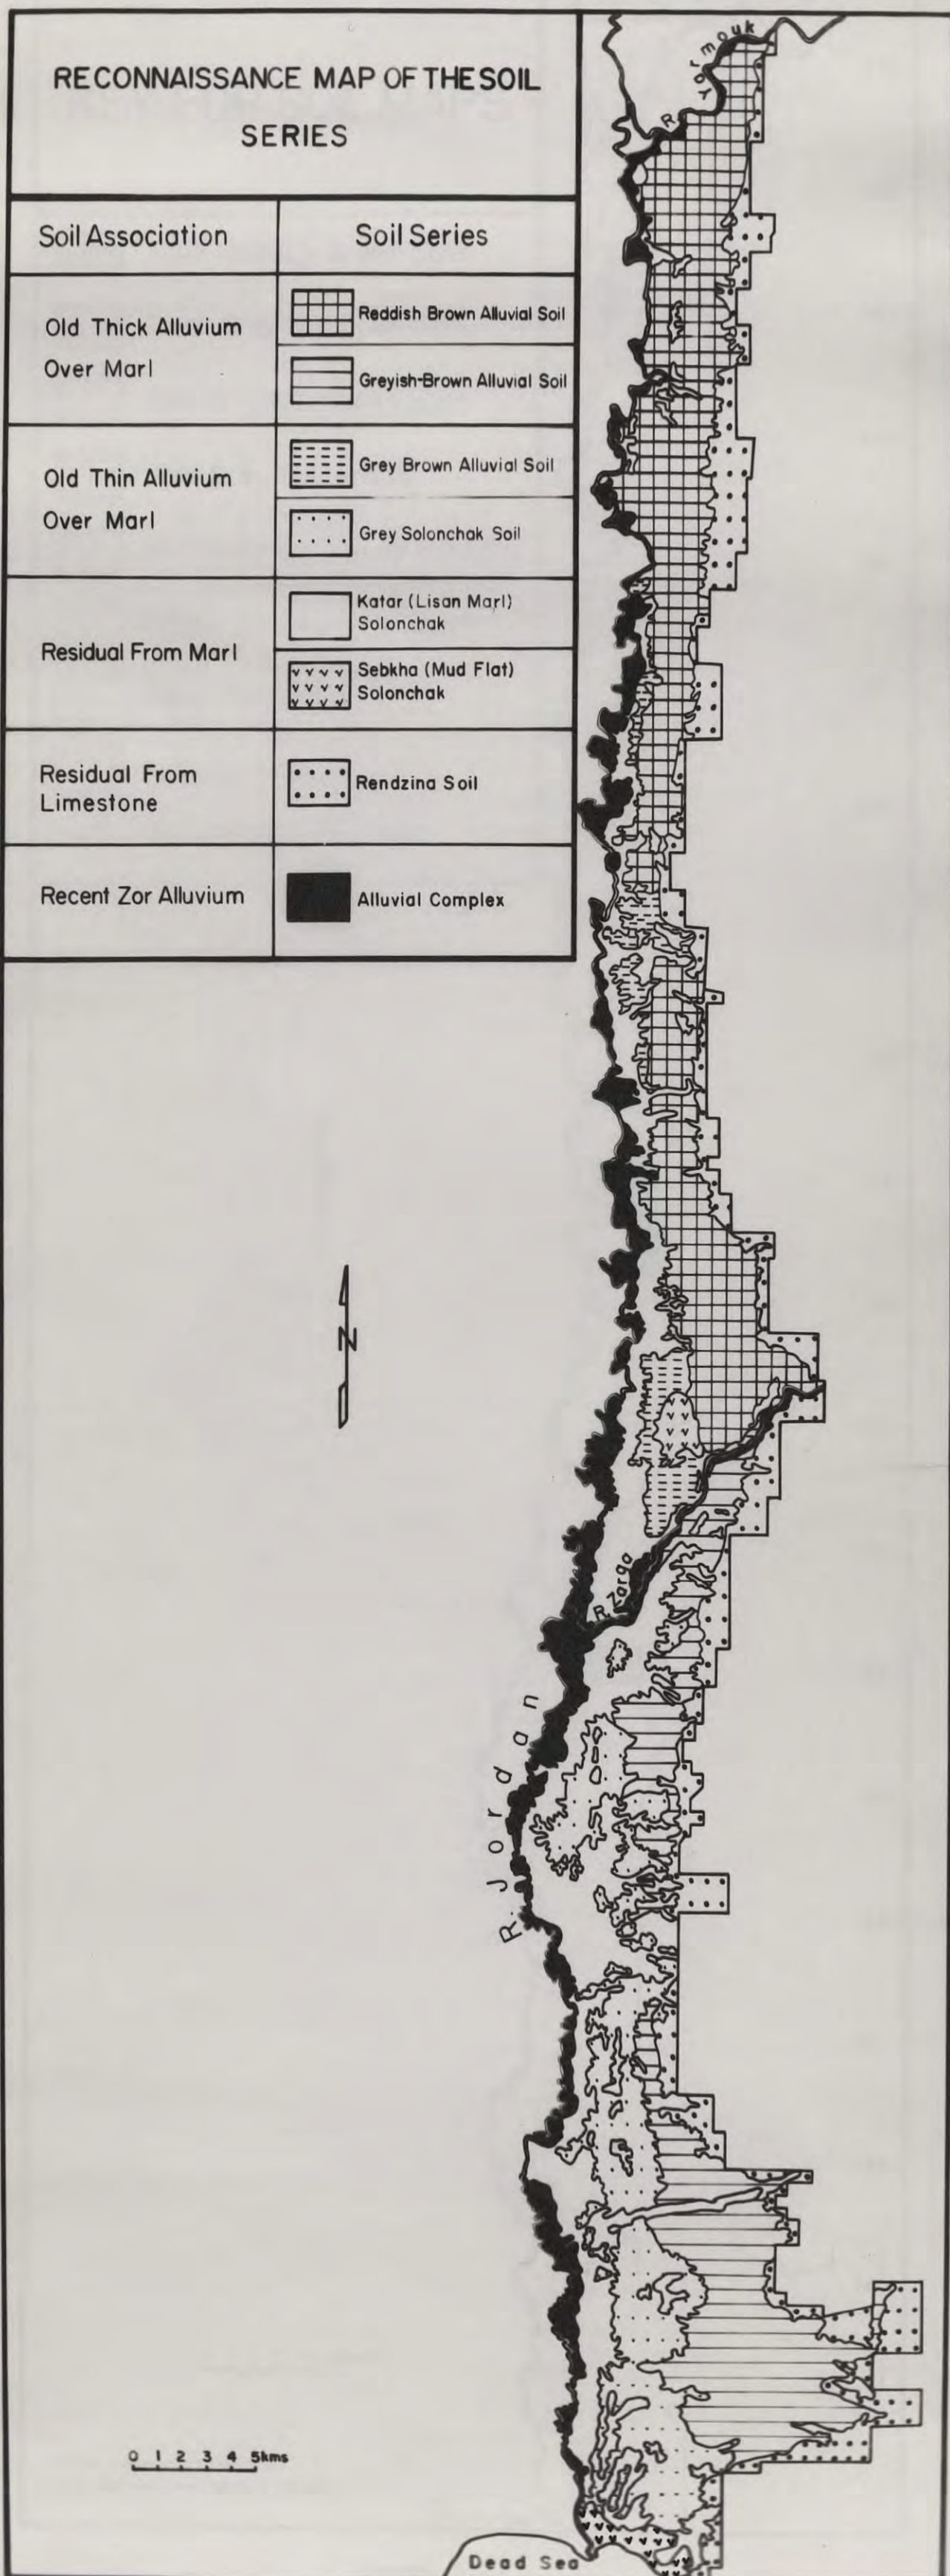 RECONNAISSANCE MAP OF THE SOIL
SERIES
Soil Association
Soil Series
Old Thick Alluvium
Over Marl
Reddish Brown Alluvial Soil
Greyish-Brown Alluvial Soil
Old Thin Alluvium
Over Marl
Grey Brown Alluvial Soil
Grey Solonchak Soil
Residual From Marl
Katar (Lisan Marl)
Solonchak
Sebkha (Mud Flat)
Solonchak
Residual From
Limestone
Rendzina Soil
Recent Zor Alluvium
Alluvial Complex
R. Yarmouk
N
R. Zarqa
R. Jordan
0 1 2 3 4 5kms
Dead Sea